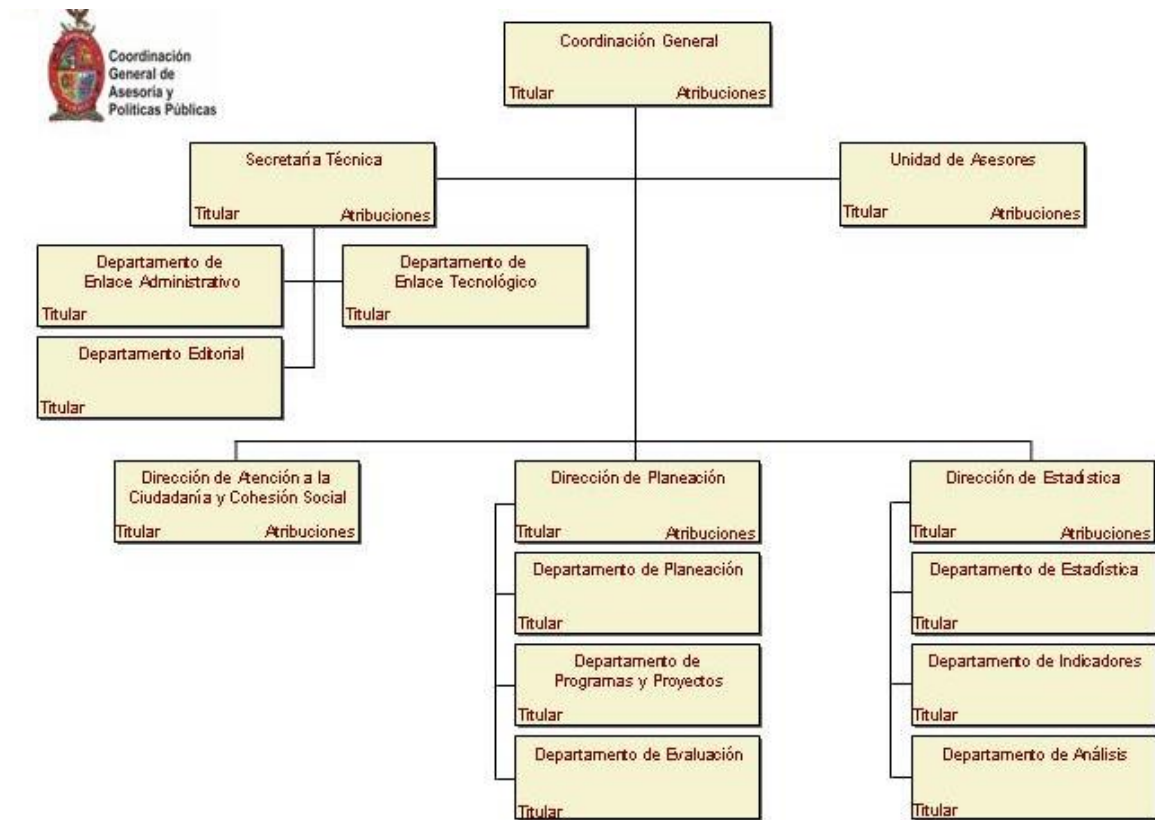 Coordinación
General de
Asesoría y
Políticas Públicas
Coordinación General
Titular Atribuciones
Secretaría Técnica
Titular Atribuciones
Unidad de Asesores
Titular Atribuciones
Departamento de
Enlace Administrativo
Titular
Departamento de
Enlace Tecnológico
Titular
Departamento Editorial
Titular
Dirección de Atención a la
Ciudadanía y Cohesión Social
Titular Atribuciones
Dirección de Planeación
Titular Atribuciones
Departamento de Planeación
Titular
Departamento de
Programas y Proyectos
Titular
Departamento de Evaluación
Titular
Dirección de Estadística
Titular Atribuciones
Departamento de Estadística
Titular
Departamento de Indicadores
Titular
Departamento de Análisis
Titular